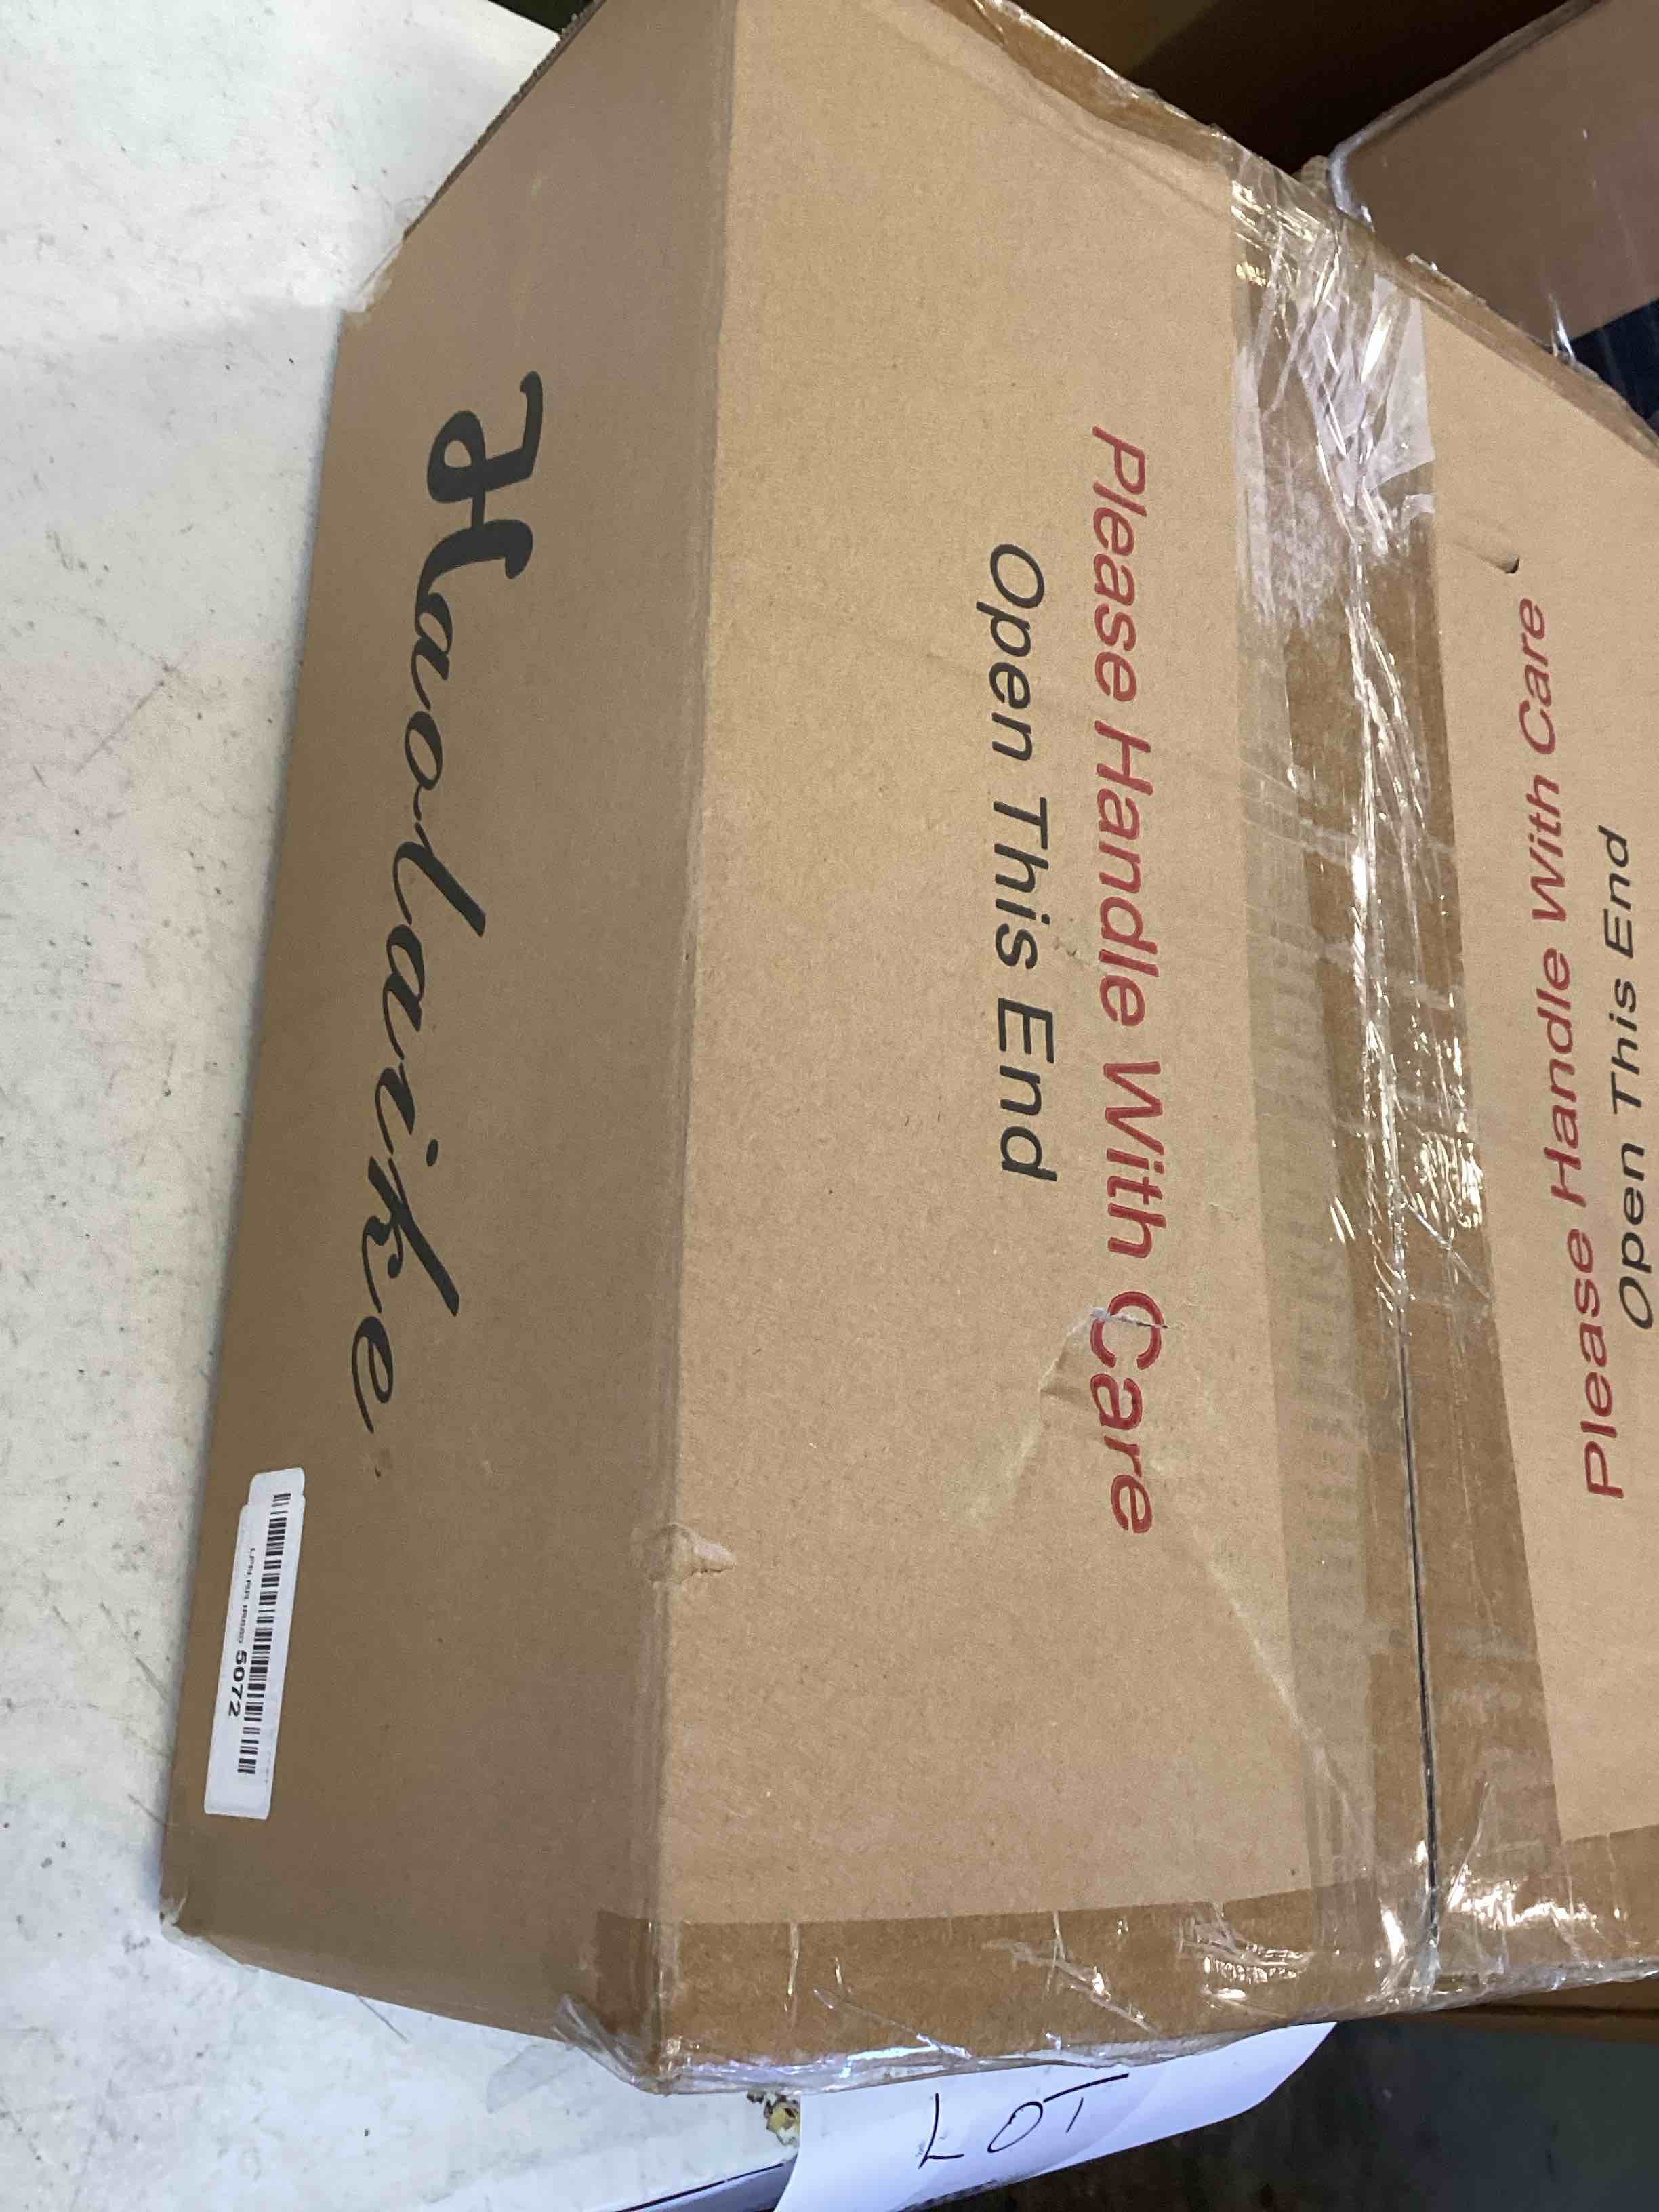 Haolaike
Please Handle With Care
Open This End
Please Handle With Care
Open This End
5072
LOT